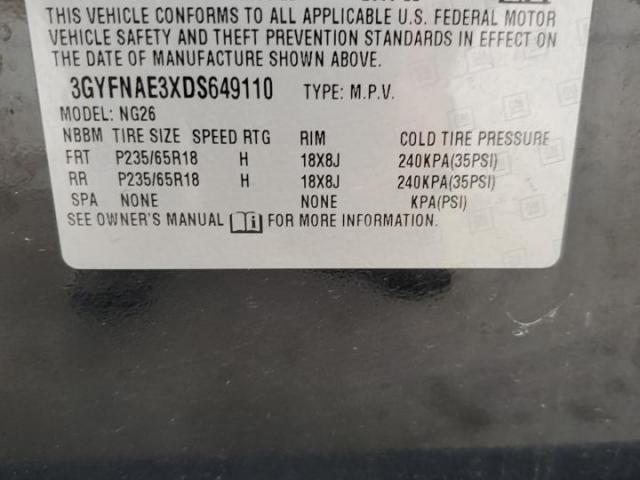 THIS VEHICLE CONFORMS TO ALL APPLICABLE U.S. FEDERAL MOTOR
VEHICLE SAFETY AND THEFT PREVENTION STANDARDS IN EFFECT ON
THE DATE OF MANUFACTURE SHOWN ABOVE.
3GYFNAE3XDS649110 TYPE: M.P.V.
MODEL: NG26
NBBM TIRE SIZE SPEED RTG RIM COLD TIRE PRESSURE
FRT P235/65R18 H 18X8J 240KPA(35PSI)
RR P235/65R18 H 18X8J 240KPA(35PSI)
SPA NONE NONE KPA(PSI)
SEE OWNER'S MANUAL FOR MORE INFORMATION.